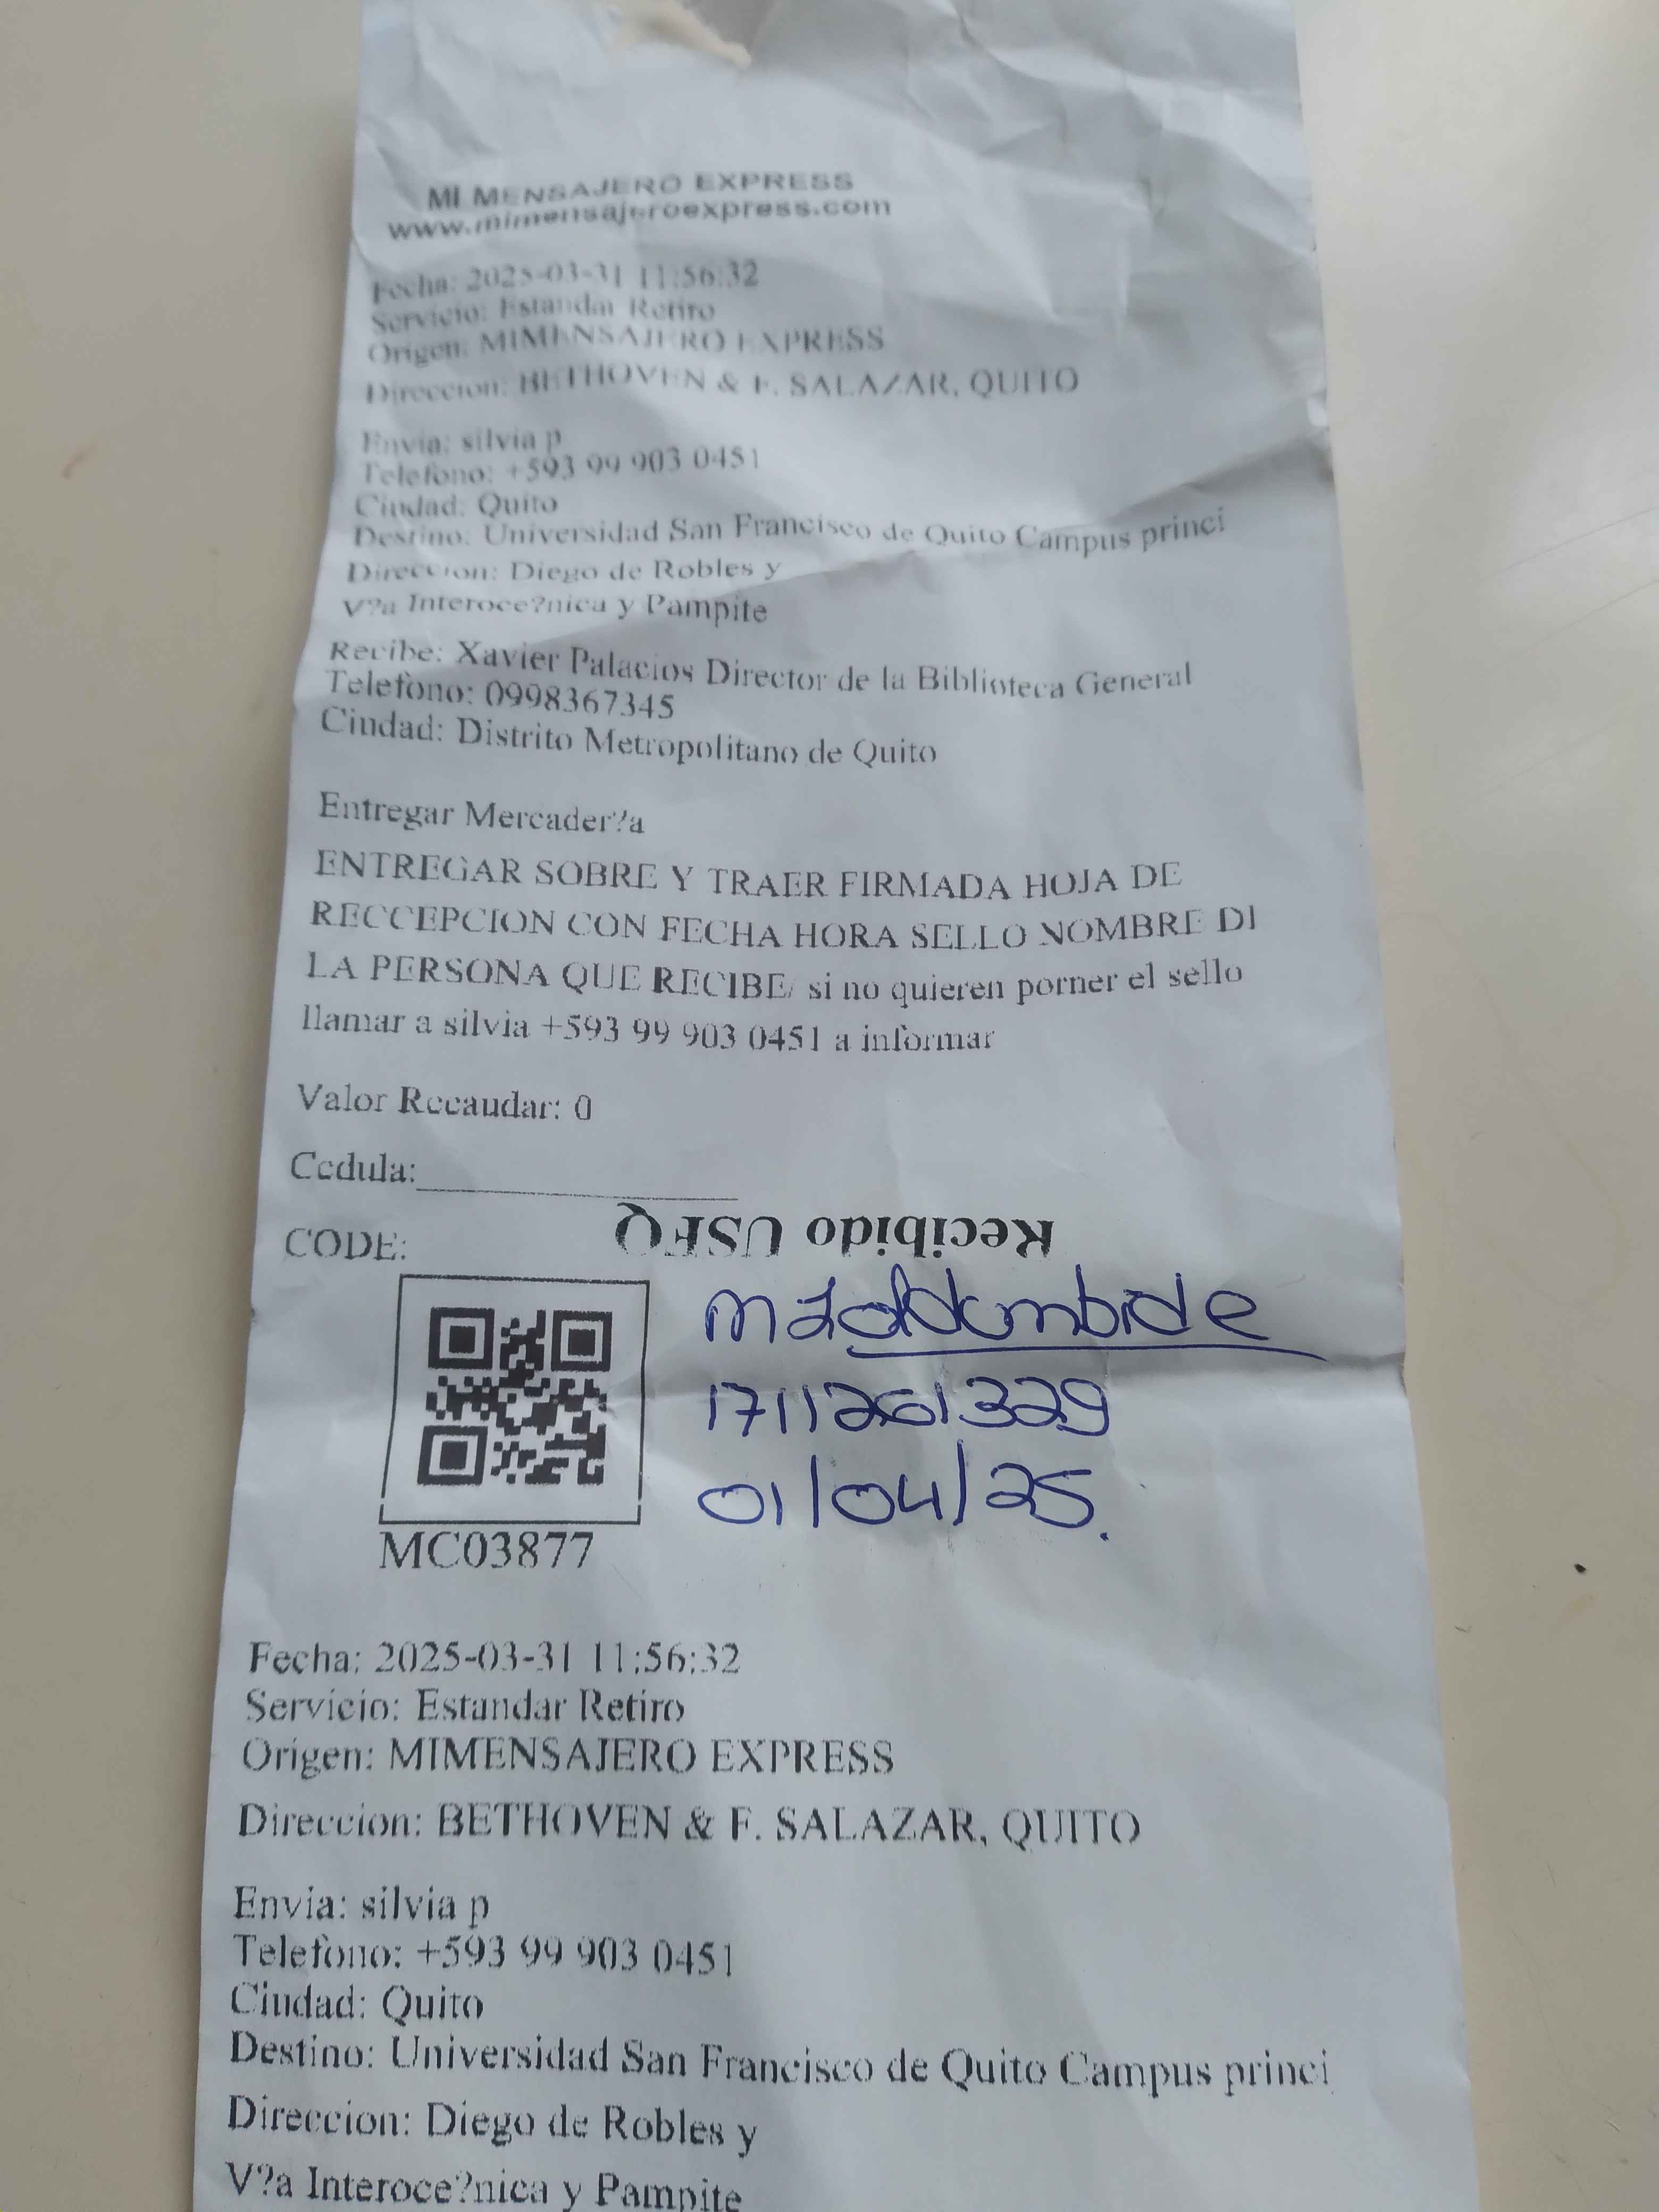 MI MENSAJERO EXPRESS
www.mimensajeroexpress.com
Fecha: 2025-03-31 11:56:32
Servicio: Estandar Retiro
Origen: MIMENSAJERO EXPRESS
Direccion: BETHOVEN & F. SALAZAR, QUITO
Envia: silvia p
Telefono: +593 99 903 0451
Ciudad: Quito
Destino: Universidad San Francisco de Quito Campus princi
Direccion: Diego de Robles y
V?a Interoce?nica y Pampite
Recibe: Xavier Palacios Director de la Biblioteca General
Telefono: 0998367345
Ciudad: Distrito Metropolitano de Quito
Entregar Mercader?a
ENTREGAR SOBRE Y TRAER FIRMADA HOJA DE
RECCEPCION CON FECHA HORA SELLO NOMBRE DE
LA PERSONA QUE RECIBE/ si no quieren porner el sello
llamar a silvia +593 99 903 0451 a informar
Valor Recaudar: 0
Cedula:
Recibido USFQ
CODE:
1711261329
01/04/25.
MC03877
Fecha: 2025-03-31 11:56:32
Servicio: Estandar Retiro
Origen: MIMENSAJERO EXPRESS
Direccion: BETHOVEN & F. SALAZAR, QUITO
Envia: silvia p
Telefono: +593 99 903 0451
Ciudad: Quito
Destino: Universidad San Francisco de Quito Campus princi
Direccion: Diego de Robles y
V?a Interoce?nica y Pampite